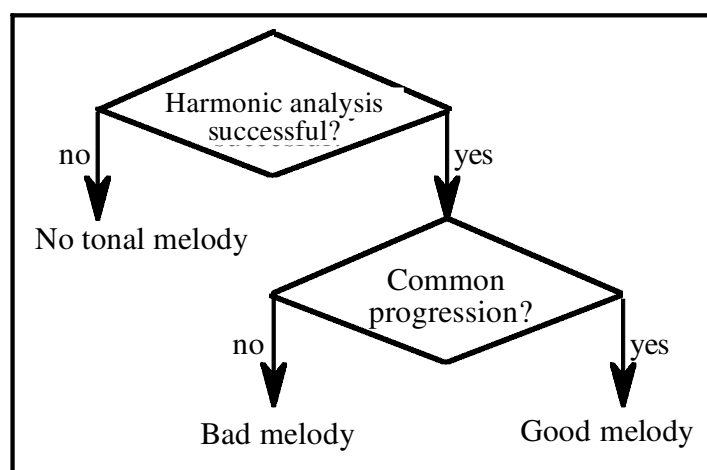 Harmonic analysis
successful?
no
yes
No tonal melody
Common
progression?
no
yes
Bad melody
Good melody